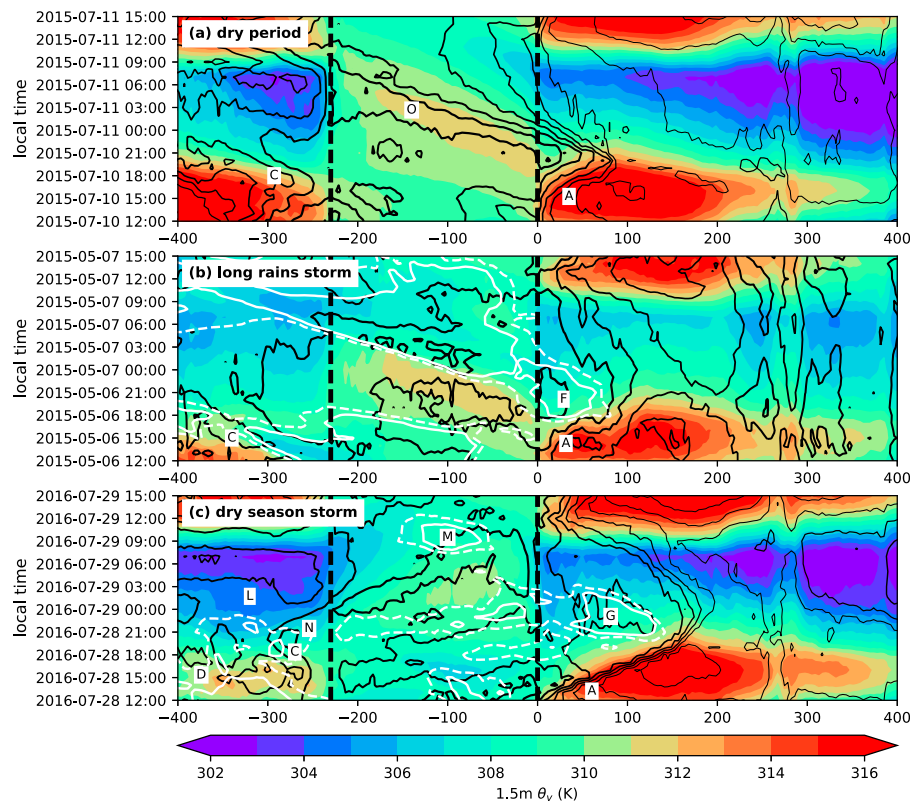 (a) dry period
local time
2015-07-11 15:00
2015-07-11 12:00
2015-07-11 09:00
2015-07-11 06:00
2015-07-11 03:00
2015-07-11 00:00
2015-07-10 21:00
2015-07-10 18:00
2015-07-10 15:00
2015-07-10 12:00
O
C
A
−400 −300 −200 −100 0 100 200 300 400
(b) long rains storm
local time
2015-05-07 15:00
2015-05-07 12:00
2015-05-07 09:00
2015-05-07 06:00
2015-05-07 03:00
2015-05-07 00:00
2015-05-06 21:00
2015-05-06 18:00
2015-05-06 15:00
2015-05-06 12:00
F
C
A
−400 −300 −200 −100 0 100 200 300 400
(c) dry season storm
local time
2016-07-29 15:00
2016-07-29 12:00
2016-07-29 09:00
2016-07-29 06:00
2016-07-29 03:00
2016-07-29 00:00
2016-07-28 21:00
2016-07-28 18:00
2016-07-28 15:00
2016-07-28 12:00
M
L
G
N
C
D
A
−400 −300 −200 −100 0 100 200 300 400
302 304 306 308 310 312 314 316
1.5m θv (K)